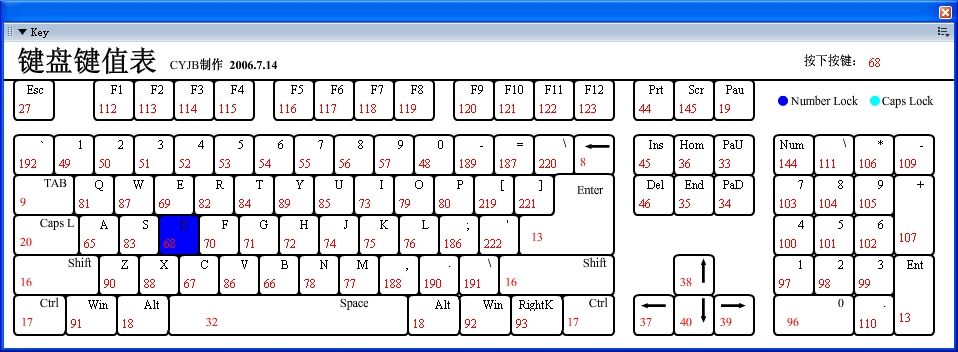 Key
键盘键值表 CYJB制作 2006.7.14 按下按键: 68
Esc F1 F2 F3 F4 F5 F6 F7 F8 F9 F10 F11 F12 Prt Scr Pau
27 112 113 114 115 116 117 118 119 120 121 122 123 44 145 19
Number Lock Caps Lock
` 1 2 3 4 5 6 7 8 9 0 - = \ Ins Hom PaU Num \ * -
192 49 50 51 52 53 54 55 56 57 48 189 187 220 8 45 36 33 144 111 106 109
TAB Q W E R T Y U I O P [ ] Enter Del End PaD 7 8 9 +
9 81 87 69 82 84 89 85 73 79 80 219 221 46 35 34 103 104 105
Caps L A S D F G H J K L ; ' 4 5 6
20 65 83 68 70 71 72 74 75 76 186 222 13 100 101 102 107
Shift Z X C V B N M , . \ Shift 1 2 3 Ent
16 90 88 67 86 66 78 77 188 190 191 16 38 97 98 99
Ctrl Win Alt Space Alt Win RightK Ctrl 0 .
17 91 18 32 18 92 93 17 37 40 39 96 110 13